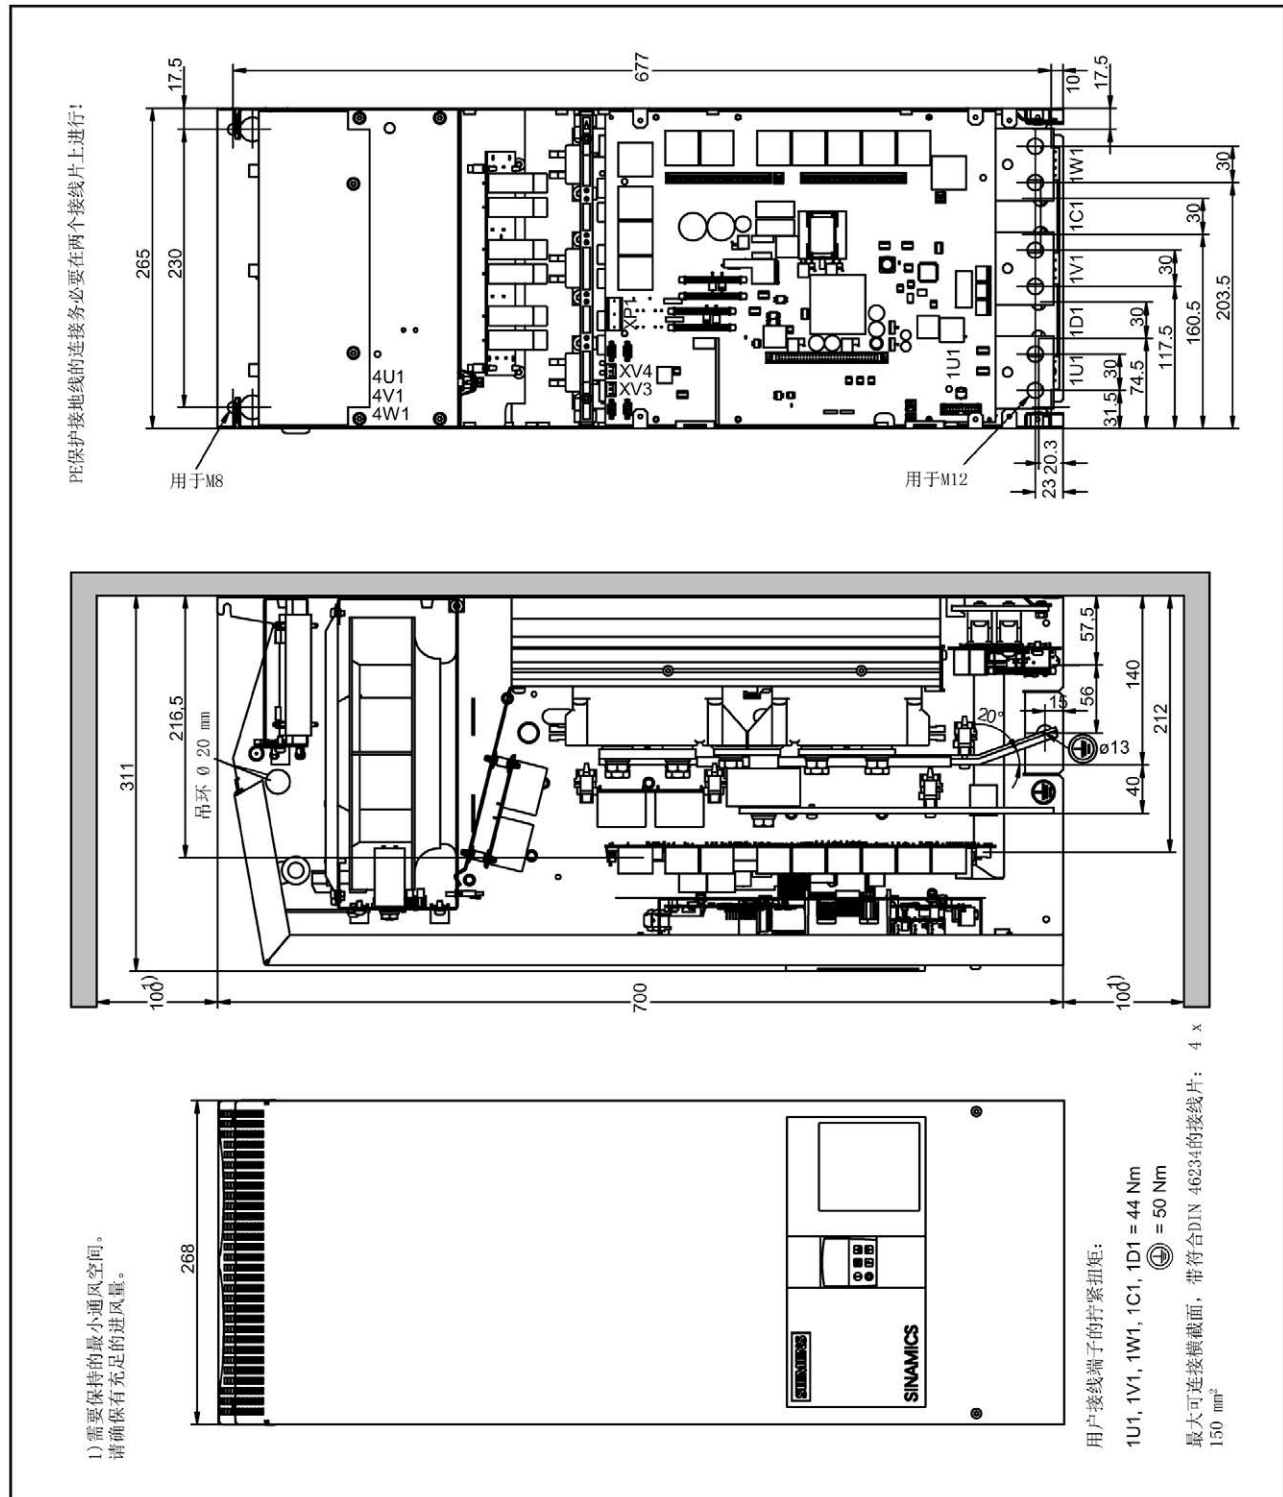 PE保护接地线的连接务必要在两个接线片上进行!
17.5
677
10
17.5
265
230
4U1
4V1
4W1
XP1
XV4
XV3
1U1
1W1
1C1
1V1
1D1
1U1
30
30
30
30
30
31.5
74.5
117.5
160.5
203.5
用于M8
用于M12
23
20.3
311
216,5
吊环 Ø 20 mm
57,5
56
140
40
212
15
20°
ø13
100
1)
700
100
1)
268
SIEMENS
SINAMICS
1)需要保持的最小通风空间。
请确保有充足的进风量。
用户接线端子的拧紧扭矩:
1U1, 1V1, 1W1, 1C1, 1D1 = 44 Nm
= 50 Nm
最大可连接横截面, 带符合DIN 46234的接线片: 4 x
150 mm²